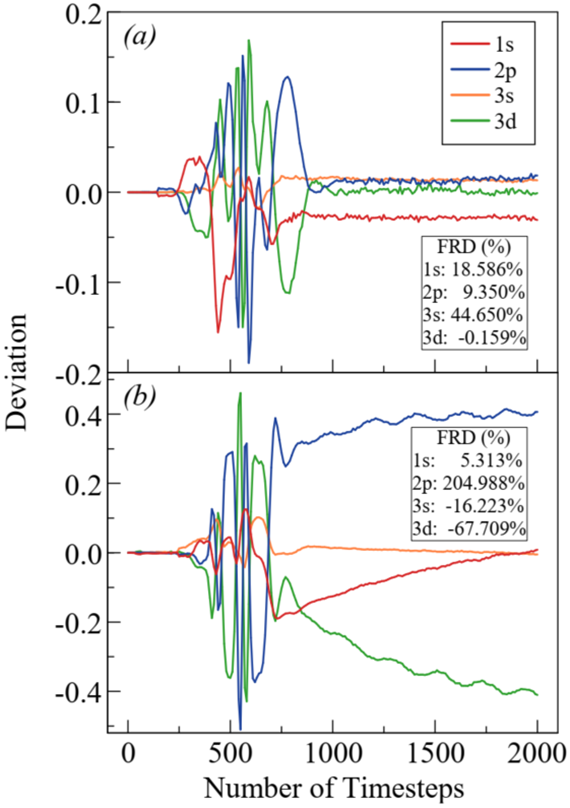 0.2
(a)
1s
2p
3s
3d
0.1
0.0
-0.1
-0.2
FRD (%)
1s: 18.586%
2p: 9.350%
3s: 44.650%
3d: -0.159%
Deviation
(b)
0.4
0.2
0.0
-0.2
-0.4
FRD (%)
1s: 5.313%
2p: 204.988%
3s: -16.223%
3d: -67.709%
0 500 1000 1500 2000
Number of Timesteps